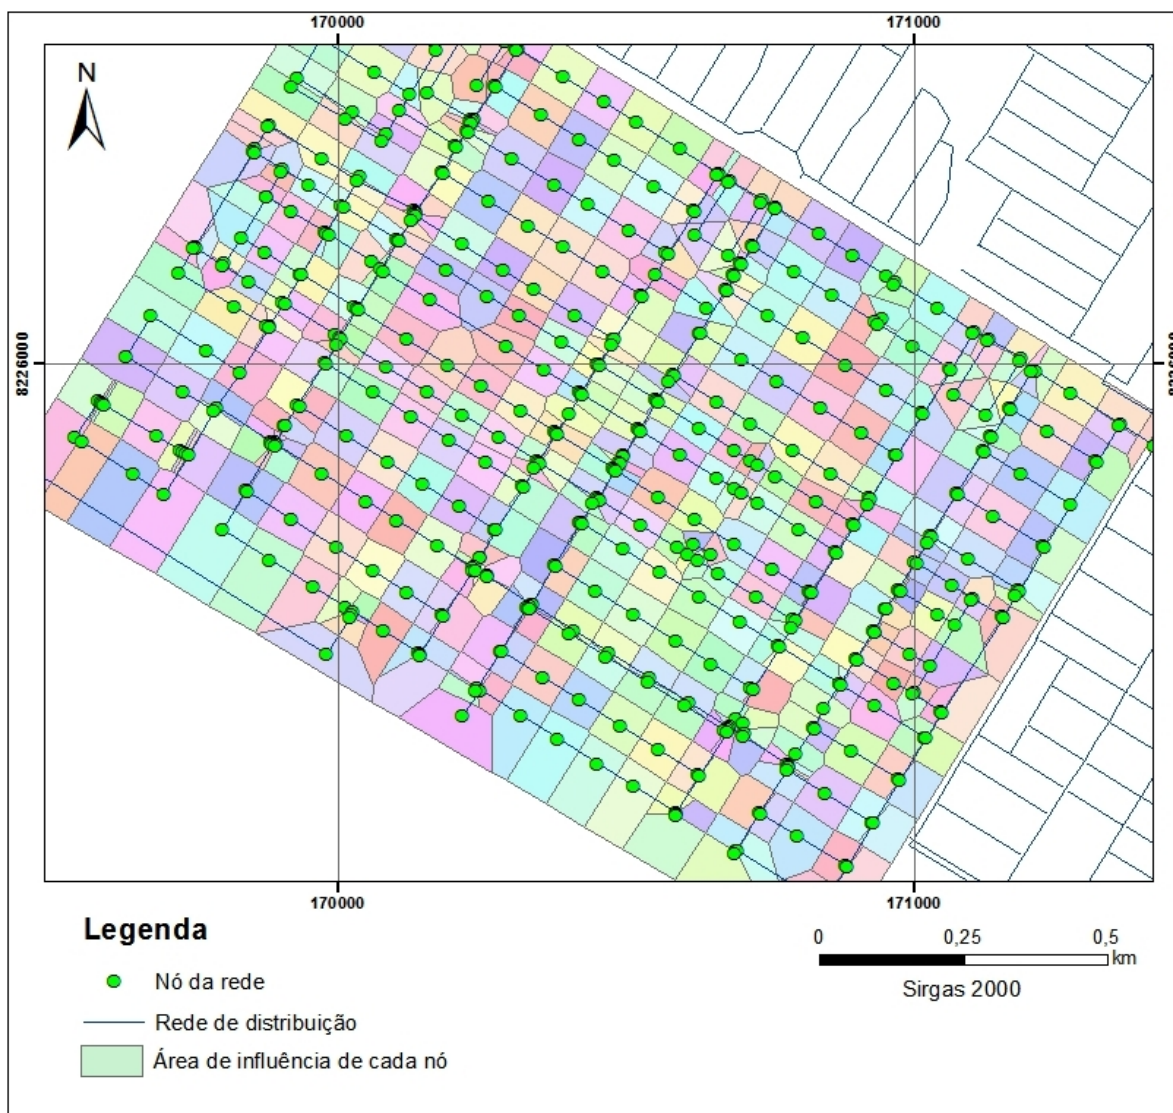 170000 171000
N
8226000
170000 171000
Legenda
Nó da rede
Rede de distribuição
Área de influência de cada nó
0 0,25 0,5
km
Sirgas 2000